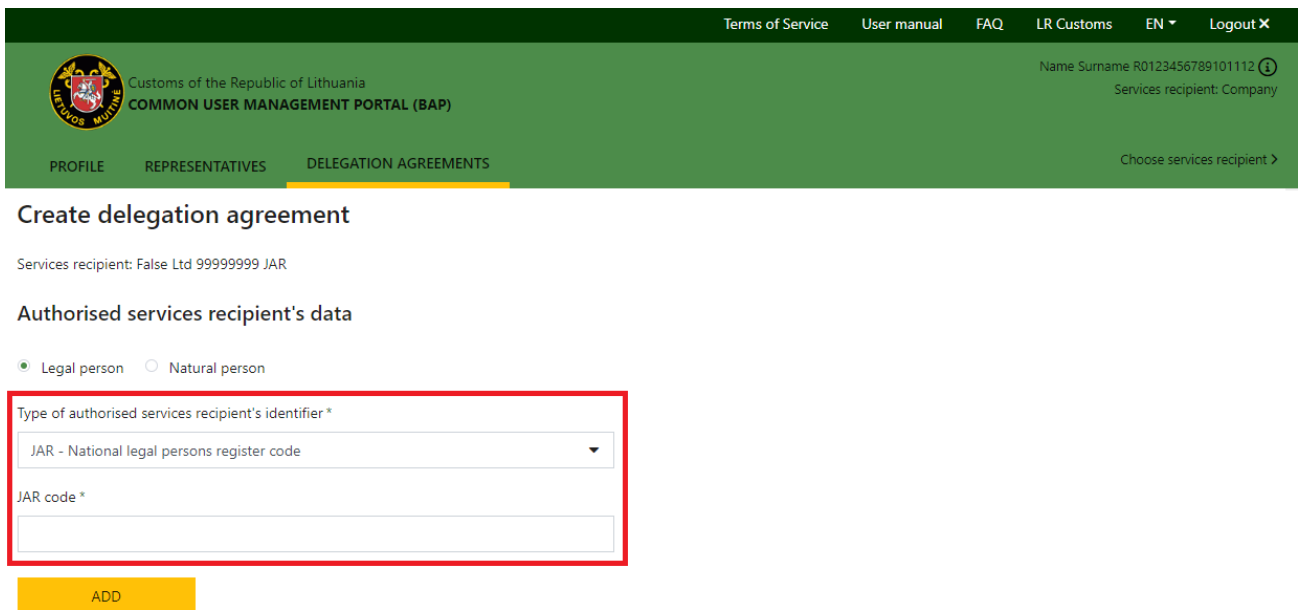 Terms of Service User manual FAQ LR Customs EN Logout
Name Surname R0123456789101112
Services recipient: Company
LIETUVOS MUITINĖ
Customs of the Republic of Lithuania
COMMON USER MANAGEMENT PORTAL (BAP)
PROFILE REPRESENTATIVES DELEGATION AGREEMENTS Choose services recipient
Create delegation agreement
Services recipient: False Ltd 99999999 JAR
Authorised services recipient's data
Legal person Natural person
Type of authorised services recipient's identifier *
JAR - National legal persons register code
JAR code *
ADD